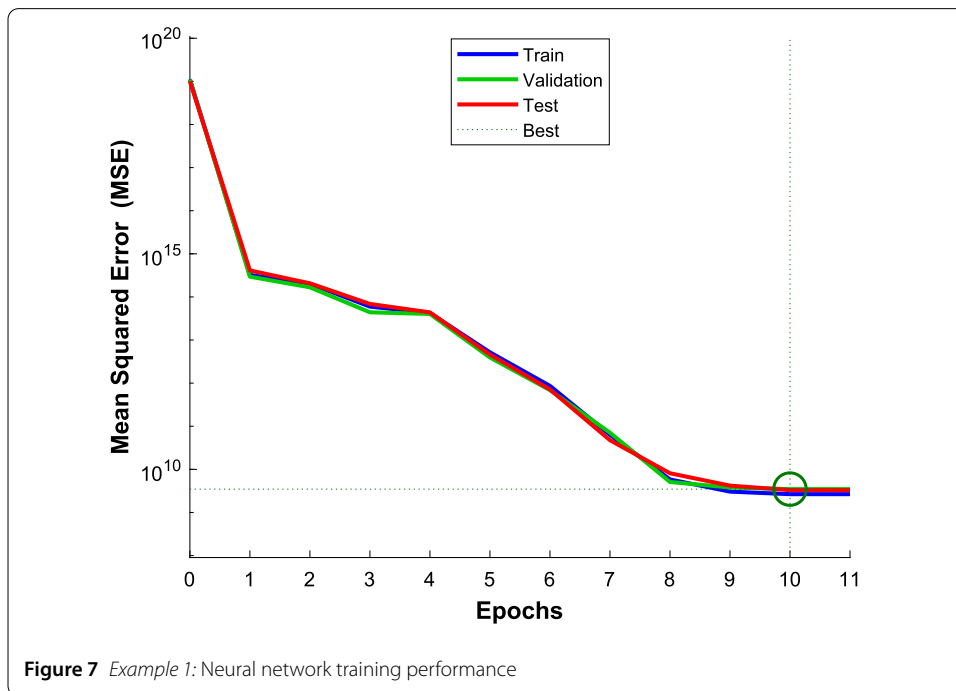 10^20
Train
Validation
Test
Best
Mean Squared Error (MSE)
10^15
10^10
0 1 2 3 4 5 6 7 8 9 10 11
Epochs
Figure 7 Example 1: Neural network training performance